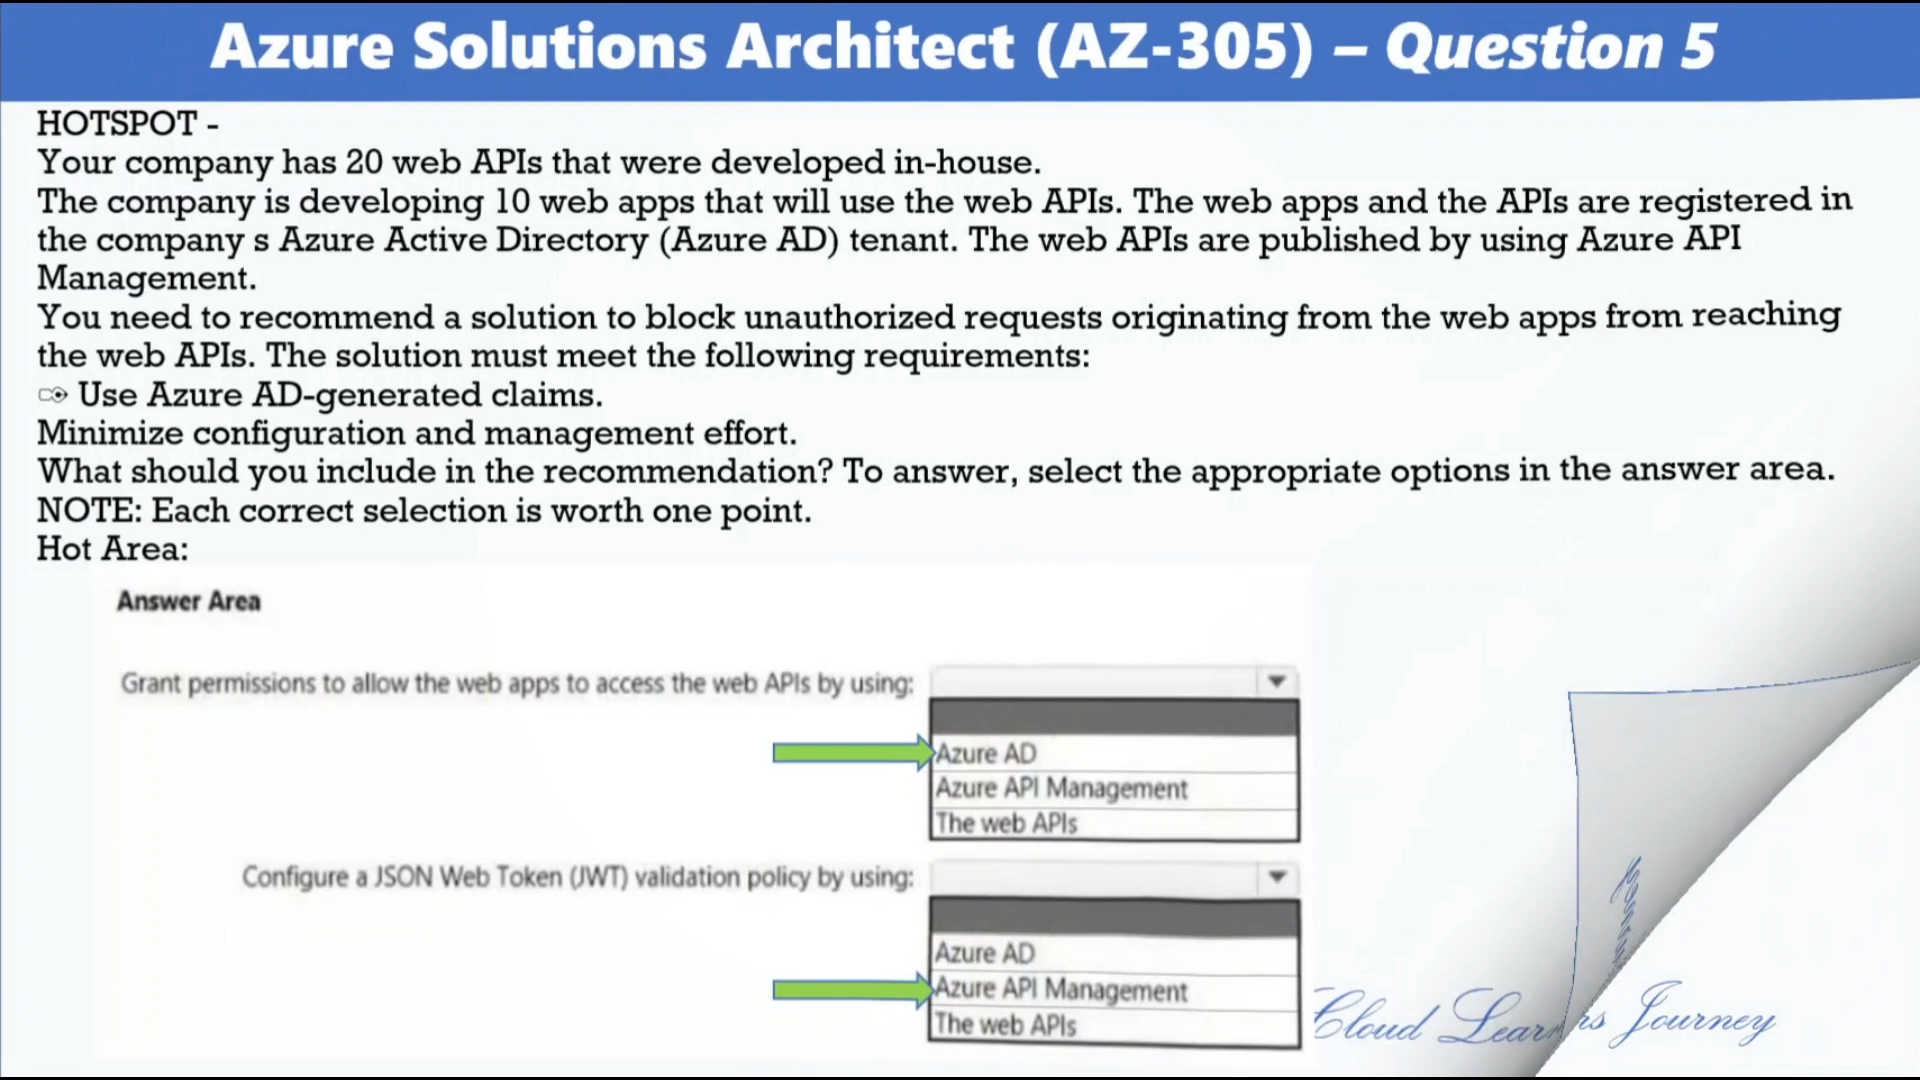 Azure Solutions Architect (AZ-305) – Question 5
HOTSPOT -
Your company has 20 web APIs that were developed in-house.
The company is developing 10 web apps that will use the web APIs. The web apps and the APIs are registered in
the company s Azure Active Directory (Azure AD) tenant. The web APIs are published by using Azure API
Management.
You need to recommend a solution to block unauthorized requests originating from the web apps from reaching
the web APIs. The solution must meet the following requirements:
Use Azure AD-generated claims.
Minimize configuration and management effort.
What should you include in the recommendation? To answer, select the appropriate options in the answer area.
NOTE: Each correct selection is worth one point.
Hot Area:
Answer Area
Grant permissions to allow the web apps to access the web APIs by using:
Azure AD
Azure API Management
The web APIs
Configure a JSON Web Token (JWT) validation policy by using:
Azure AD
Azure API Management
The web APIs
Cloud Learners Journey